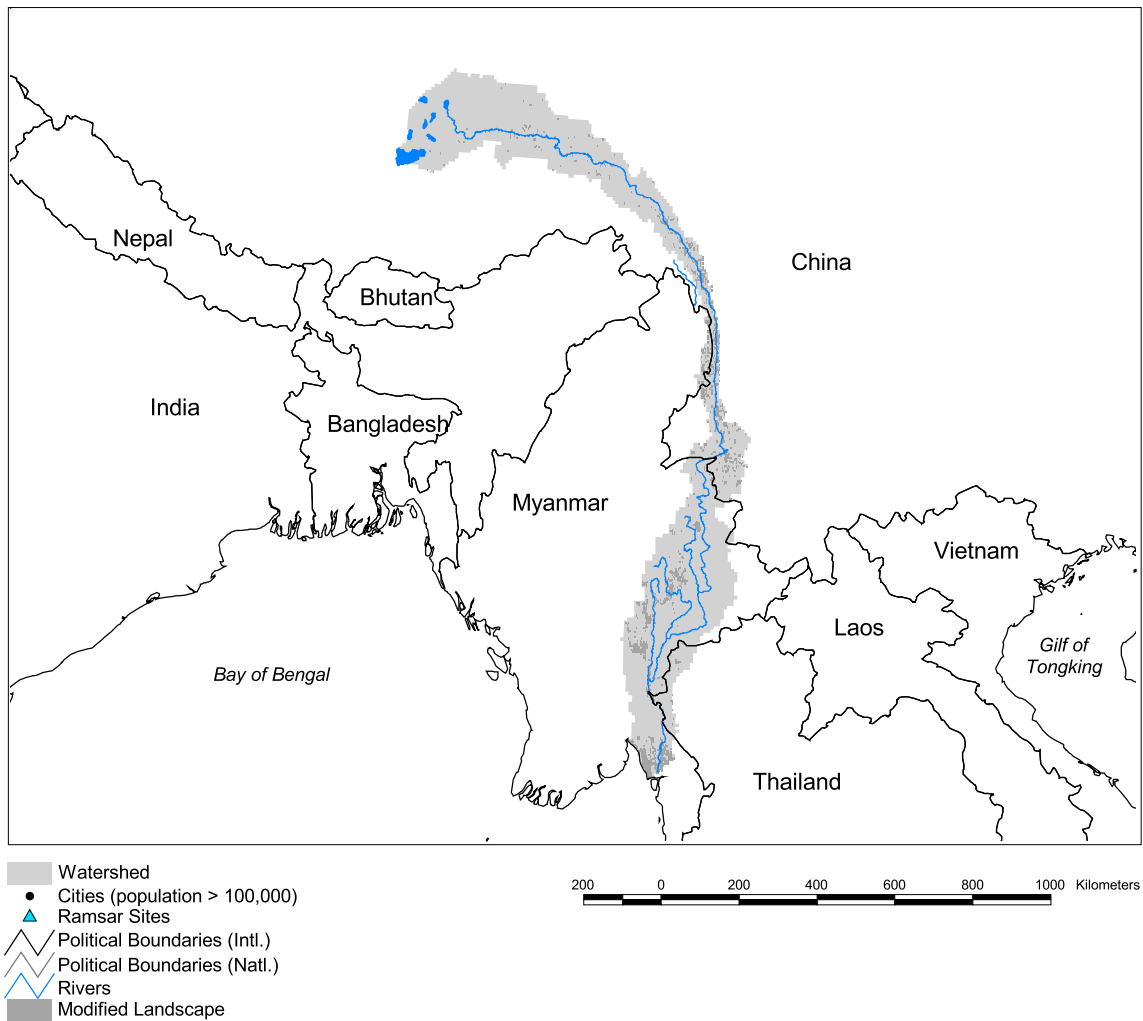 China
Nepal
Bhutan
India
Bangladesh
Myanmar
Vietnam
Laos
Gilf of
Tongking
Bay of Bengal
Thailand
Watershed
Cities (population > 100,000)
Ramsar Sites
Political Boundaries (Intl.)
Political Boundaries (Natl.)
Rivers
Modified Landscape
200 0 200 400 600 800 1000 Kilometers